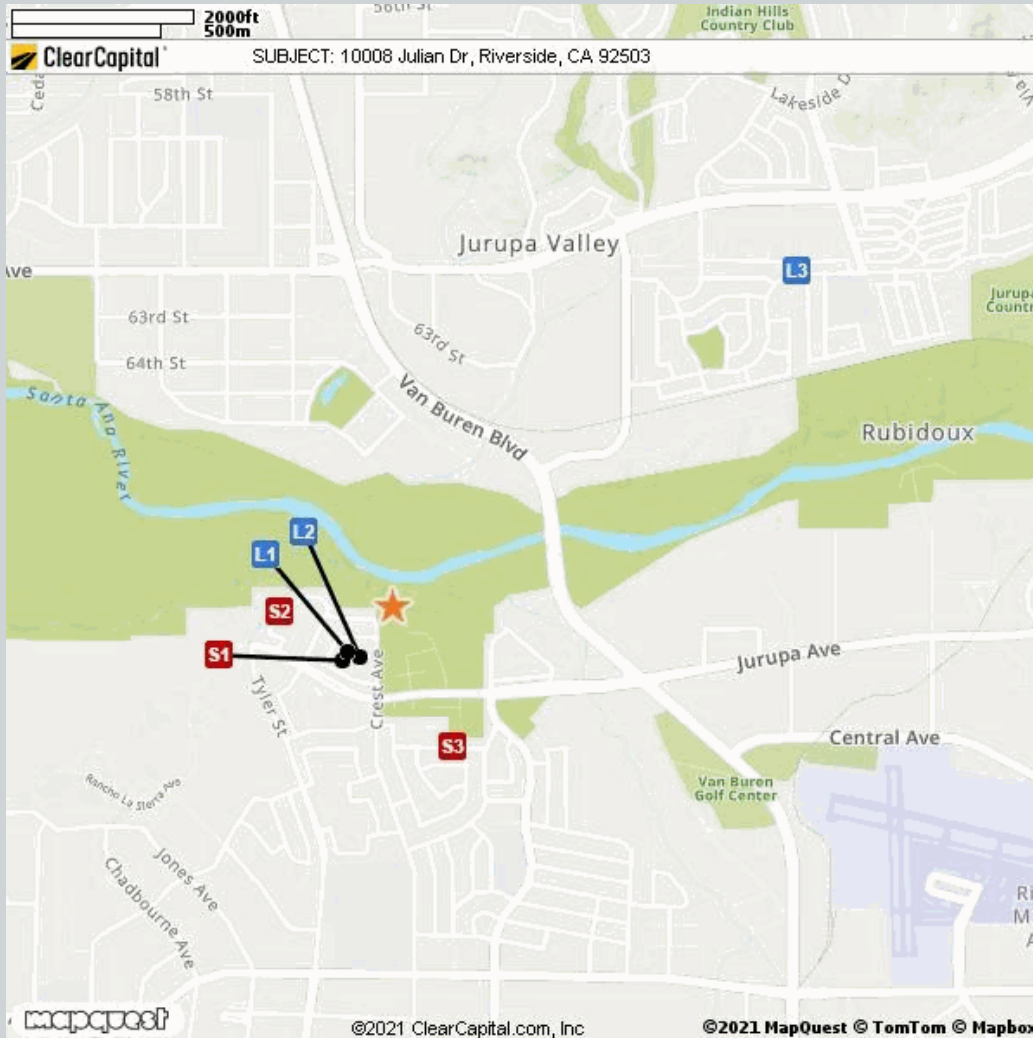 2000ft
500m
56th St
Indian Hills
Country Club
ClearCapital
SUBJECT: 10008 Julian Dr, Riverside, CA 92503
58th St
Lakeside D
Jurupa Valley
Ave
L3
63rd St
63rd St
64th St
Van Buren Blvd
Santa Ana River
Rubidoux
L2
L1
S2
S1
Jurupa Ave
Tyler St
Crest Ave
S3
Central Ave
Rancho La Sierra Ave
Van Buren
Golf Center
Jones Ave
Chadbourne Ave
mapquest
©2021 ClearCapital.com, Inc
©2021 MapQuest © TomTom © Mapbox